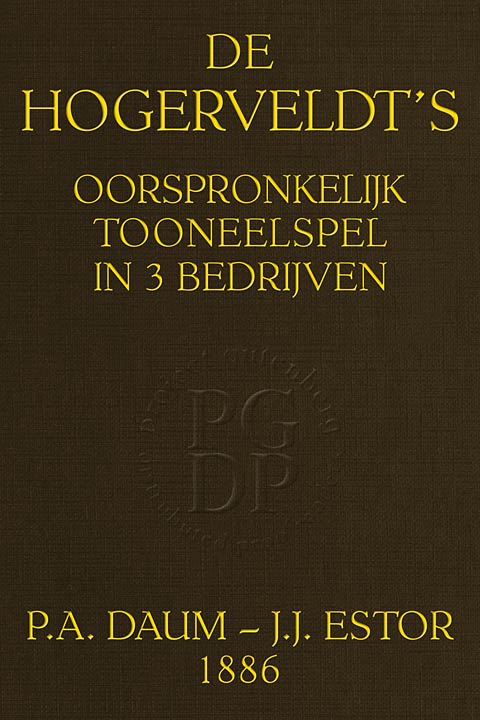 DE
HOGERVELDT'S
OORSPRONKELIJK
TOONEELSPEL
IN 3 BEDRIJVEN
PG
DP
P.A. DAUM – J.J. ESTOR
1886